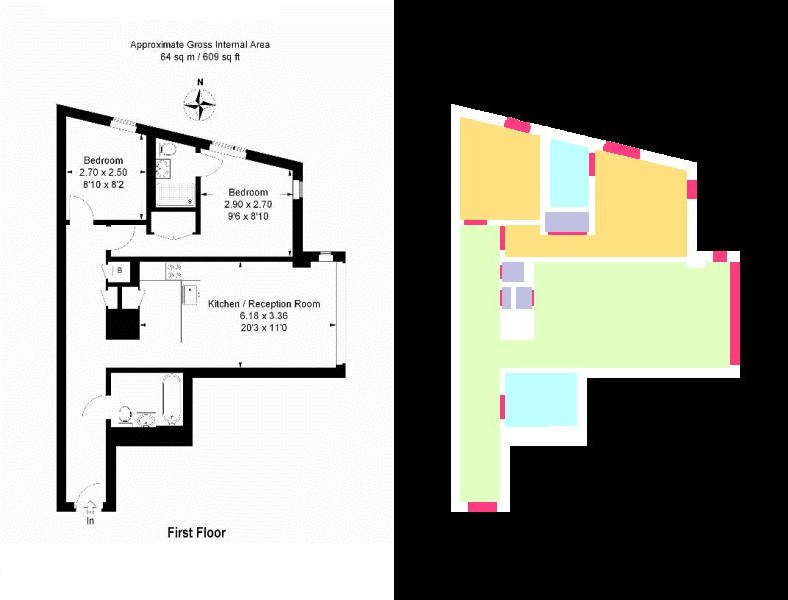 Approximate Gross Internal Area
64 sq m / 609 sq ft
N
Bedroom
2.70 x 2.50
8'10 x 8'2
Bedroom
2.90 x 2.70
9'6 x 8'10
B
Kitchen / Reception Room
6.18 x 3.36
20'3 x 11'0
In
First Floor